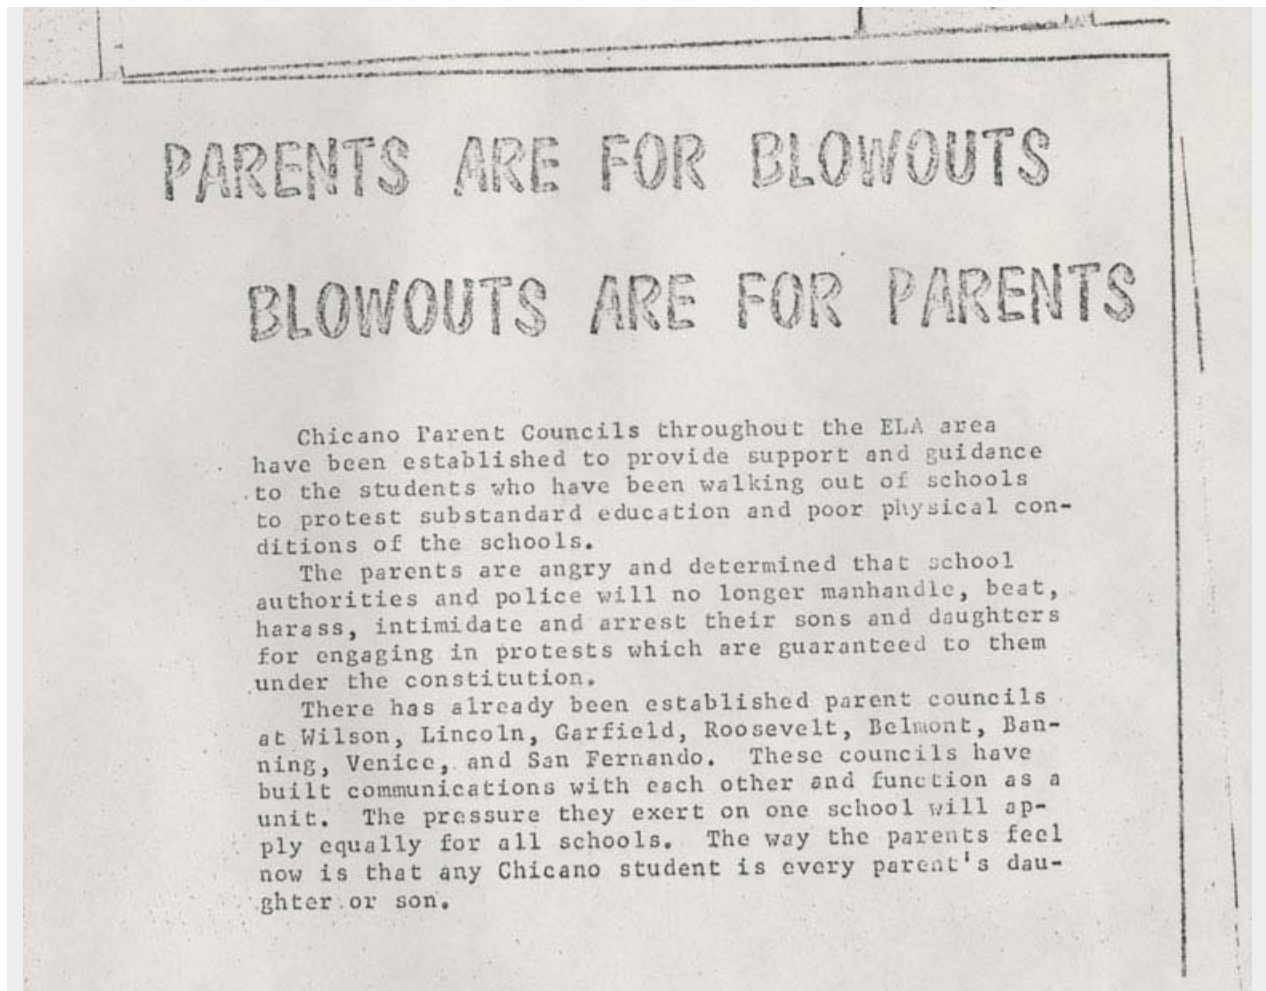 PARENTS ARE FOR BLOWOUTS
BLOWOUTS ARE FOR PARENTS
Chicano Parent Councils throughout the ELA area
have been established to provide support and guidance
to the students who have been walking out of schools
to protest substandard education and poor physical con-
ditions of the schools.
The parents are angry and determined that school
authorities and police will no longer manhandle, beat,
harass, intimidate and arrest their sons and daughters
for engaging in protests which are guaranteed to them
under the constitution.
There has already been established parent councils
at Wilson, Lincoln, Garfield, Roosevelt, Belmont, Ban-
ning, Venice, and San Fernando. These councils have
built communications with each other and function as a
unit. The pressure they exert on one school will ap-
ply equally for all schools. The way the parents feel
now is that any Chicano student is every parent's dau-
ghter or son.